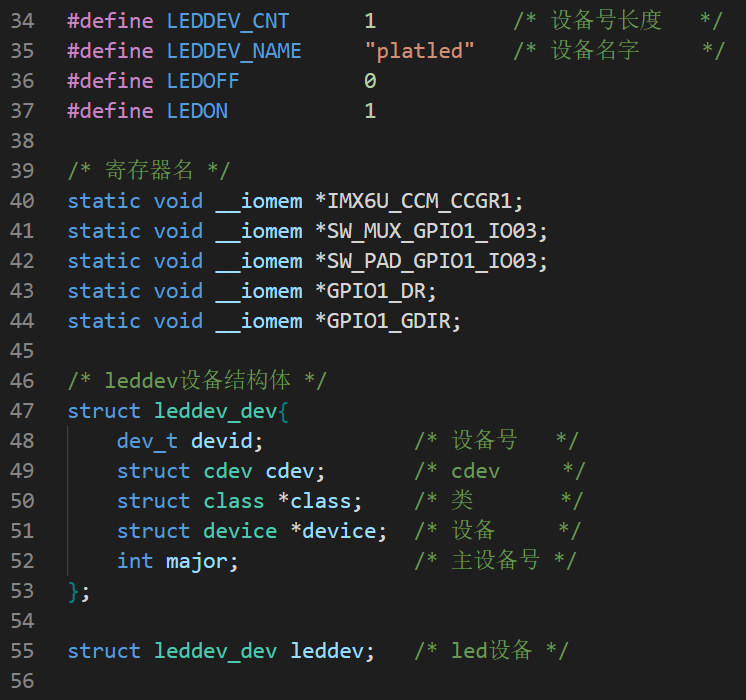 34 #define LEDDEV_CNT 1 /* 设备号长度 */
35 #define LEDDEV_NAME "platled" /* 设备名字 */
36 #define LEDOFF 0
37 #define LEDON 1
38
39 /* 寄存器名 */
40 static void __iomem *IMX6U_CCM_CCGR1;
41 static void __iomem *SW_MUX_GPIO1_IO03;
42 static void __iomem *SW_PAD_GPIO1_IO03;
43 static void __iomem *GPIO1_DR;
44 static void __iomem *GPIO1_GDIR;
45
46 /* leddev设备结构体 */
47 struct leddev_dev{
48 dev_t devid; /* 设备号 */
49 struct cdev cdev; /* cdev */
50 struct class *class; /* 类 */
51 struct device *device; /* 设备 */
52 int major; /* 主设备号 */
53 };
54
55 struct leddev_dev leddev; /* led设备 */
56